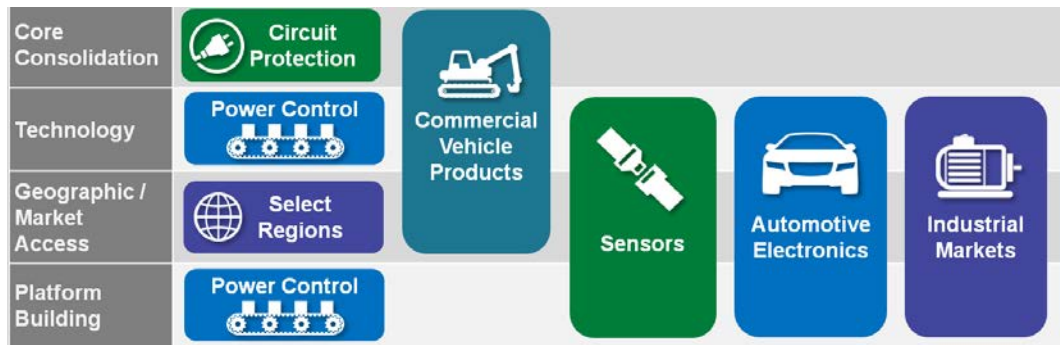 Core
Consolidation
Circuit
Protection
Commercial
Vehicle
Products
Technology
Power Control
Geographic /
Market
Access
Select
Regions
Sensors
Automotive
Electronics
Industrial
Markets
Platform
Building
Power Control